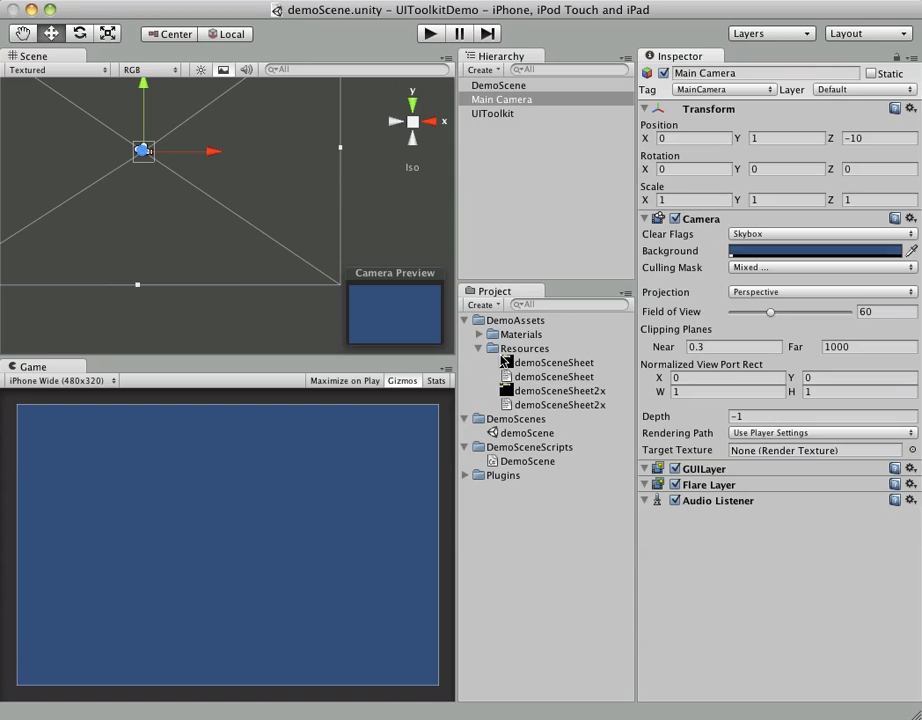 demoScene.unity - UIToolkitDemo - iPhone, iPod Touch and iPad
Center
Local
Layers
Layout
Scene
Textured
RGB
All
y
x
Iso
Camera Preview
Game
iPhone Wide (480x320)
Maximize on Play
Gizmos
Stats
Hierarchy
Create
All
DemoScene
Main Camera
UIToolkit
Project
Create
All
DemoAssets
Materials
Resources
demoSceneSheet
demoSceneSheet
demoSceneSheet2x
demoSceneSheet2x
DemoScenes
demoScene
DemoSceneScripts
DemoScene
Plugins
Inspector
Main Camera
Static
Tag MainCamera Layer Default
Transform
Position
X 0 Y 1 Z -10
Rotation
X 0 Y 0 Z 0
Scale
X 1 Y 1 Z 1
Camera
Clear Flags Skybox
Background
Culling Mask Mixed ...
Projection Perspective
Field of View 60
Clipping Planes
Near 0.3 Far 1000
Normalized View Port Rect
X 0 Y 0
W 1 H 1
Depth -1
Rendering Path Use Player Settings
Target Texture None (Render Texture)
GUILayer
Flare Layer
Audio Listener